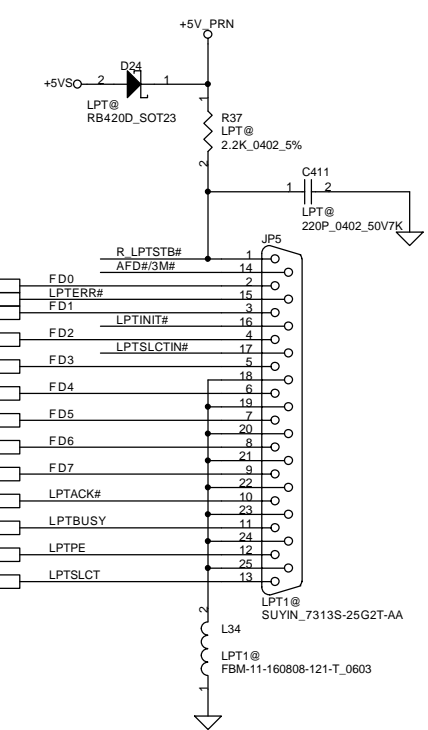 +5V_PRN
D24
+5VS 2 1
LPT@
RB420D_SOT23
1
R37
LPT@
2.2K_0402_5%
2
C411
1 2
LPT@
220P_0402_50V7K
JP5
R_LPTSTB# 1
AFD#/3M# 14
FD0 2
LPTERR# 15
FD1 3
LPTINIT# 16
FD2 4
LPTSLCTIN# 17
FD3 5
18
FD4 6
19
FD5 7
20
FD6 8
21
FD7 9
22
LPTACK# 10
23
LPTBUSY 11
24
LPTPE 12
25
LPTSLCT 13
LPT1@
SUYIN_7313S-25G2T-AA
2
L34
LPT1@
FBM-11-160808-121-T_0603
1